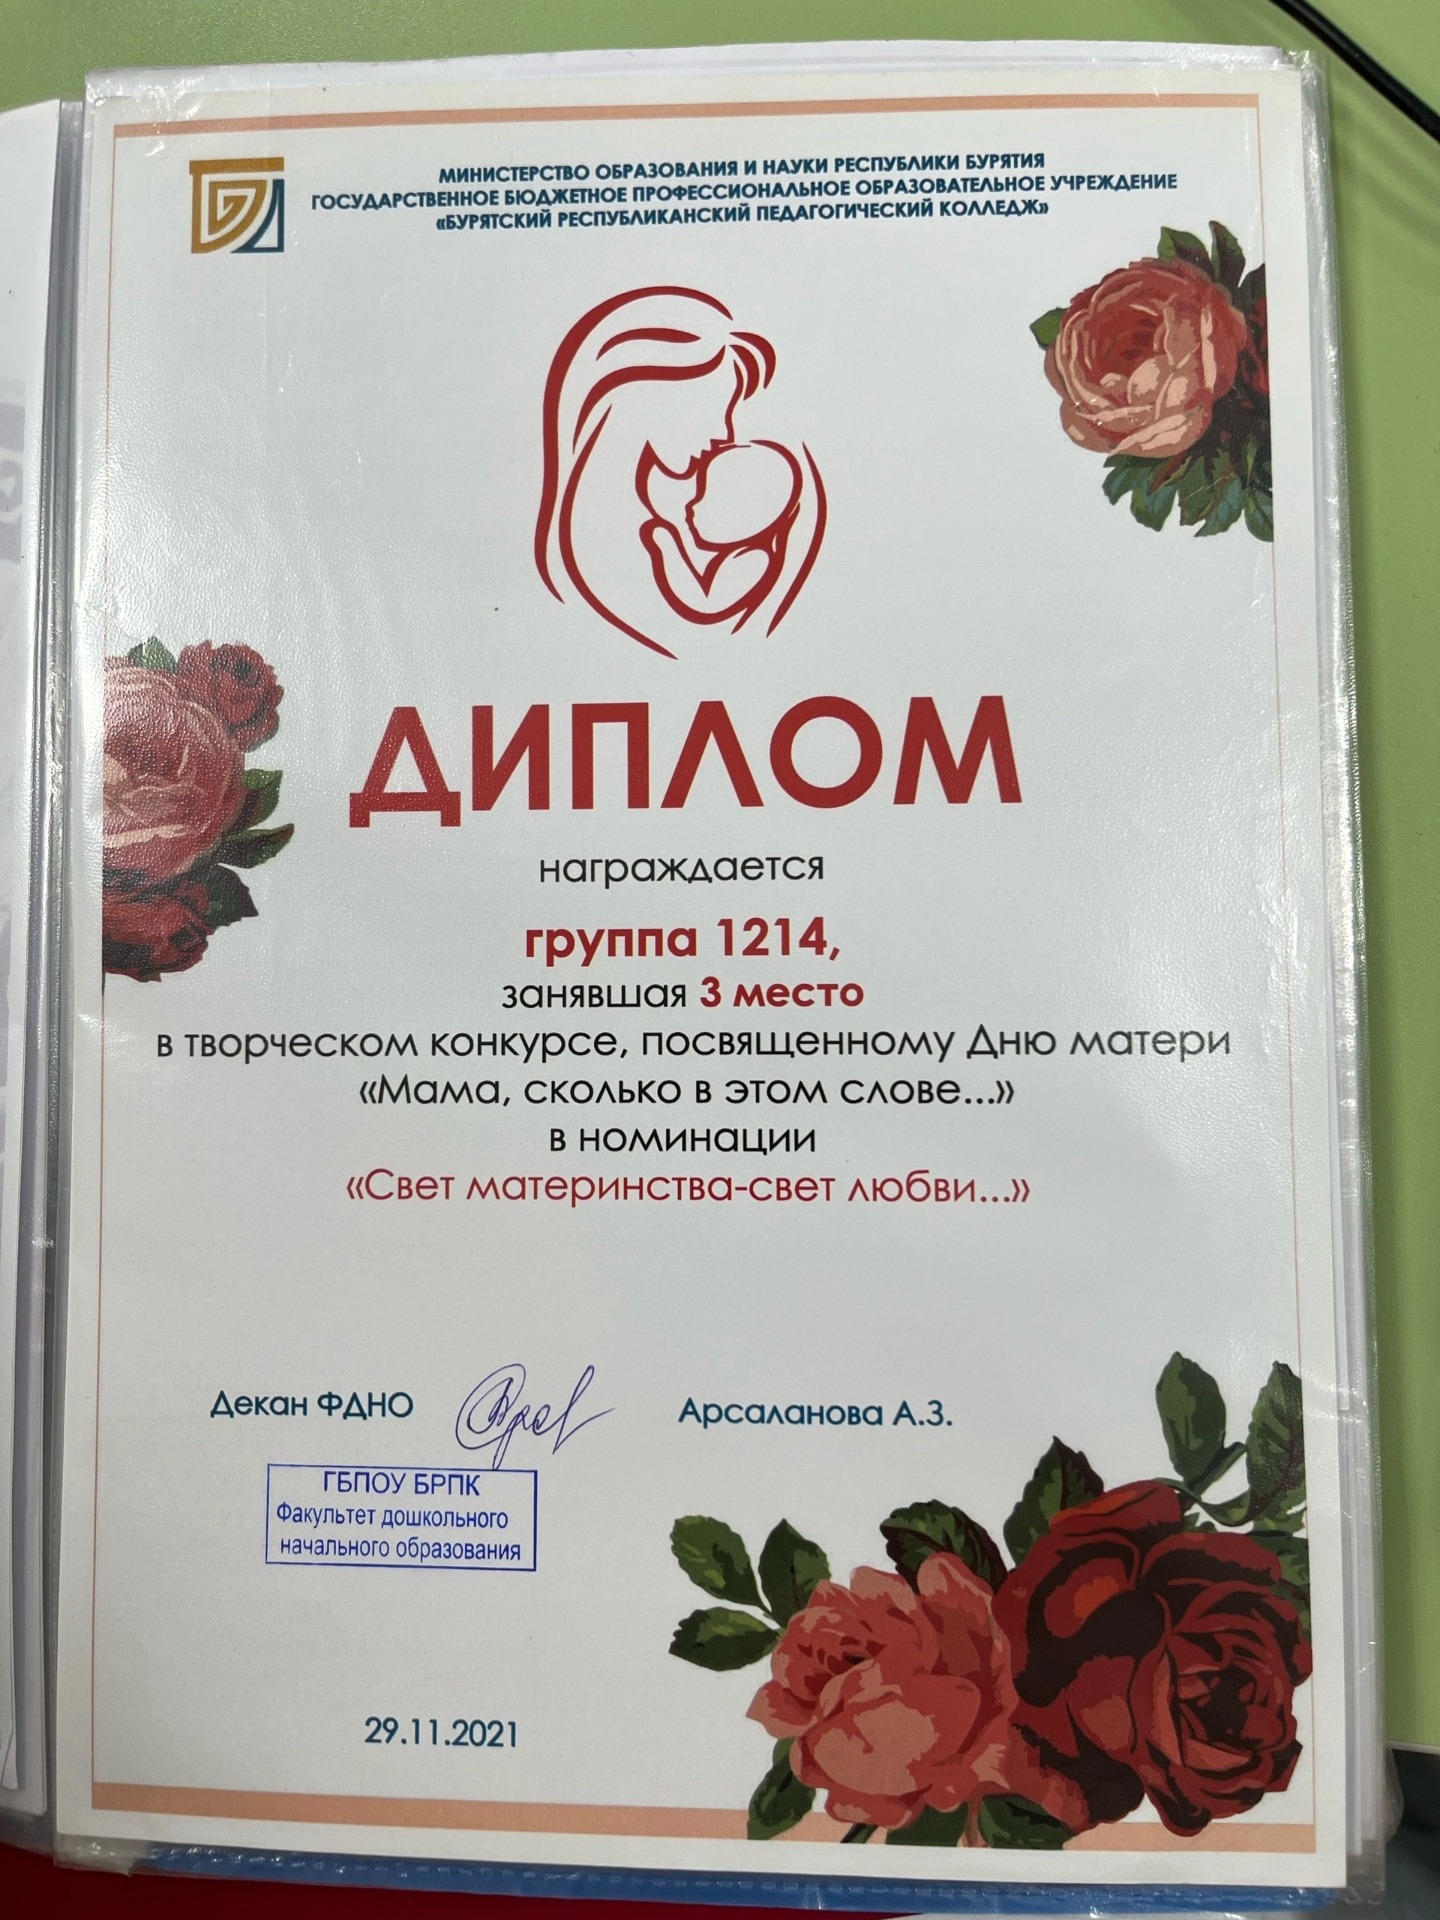 МИНИСТЕРСТВО ОБРАЗОВАНИЯ И НАУКИ РЕСПУБЛИКИ БУРЯТИЯ
ГОСУДАРСТВЕННОЕ БЮДЖЕТНОЕ ПРОФЕССИОНАЛЬНОЕ ОБРАЗОВАТЕЛЬНОЕ УЧРЕЖДЕНИЕ
«БУРЯТСКИЙ РЕСПУБЛИКАНСКИЙ ПЕДАГОГИЧЕСКИЙ КОЛЛЕДЖ»
ДИПЛОМ
награждается
группа 1214,
занявшая 3 место
в творческом конкурсе, посвященному Дню матери
«Мама, сколько в этом слове...»
в номинации
«Свет материнства-свет любви...»
Декан ФДНО Арсаланова А.З.
ГБПОУ БРПК
Факультет дошкольного
начального образования
29.11.2021